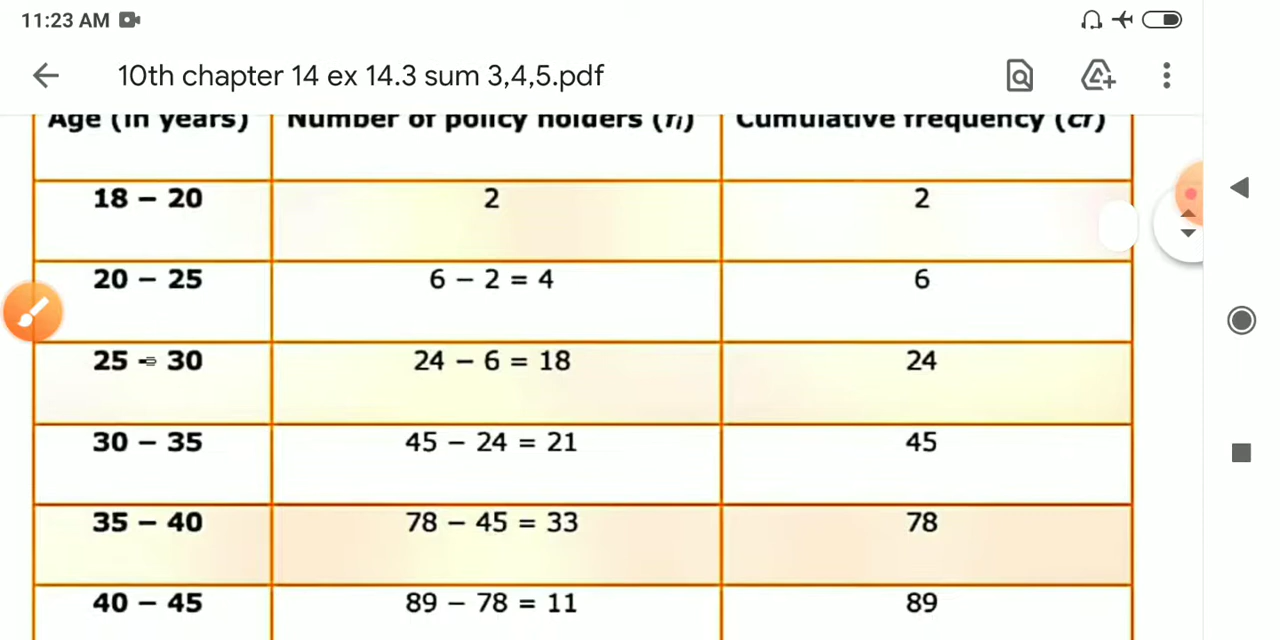 11:23 AM
10th chapter 14 ex 14.3 sum 3,4,5.pdf
Age (in years) Number of policy holders (fi) Cumulative frequency (cf)
18 – 20 2 2
20 – 25 6 – 2 = 4 6
25 – 30 24 – 6 = 18 24
30 – 35 45 – 24 = 21 45
35 – 40 78 – 45 = 33 78
40 – 45 89 – 78 = 11 89